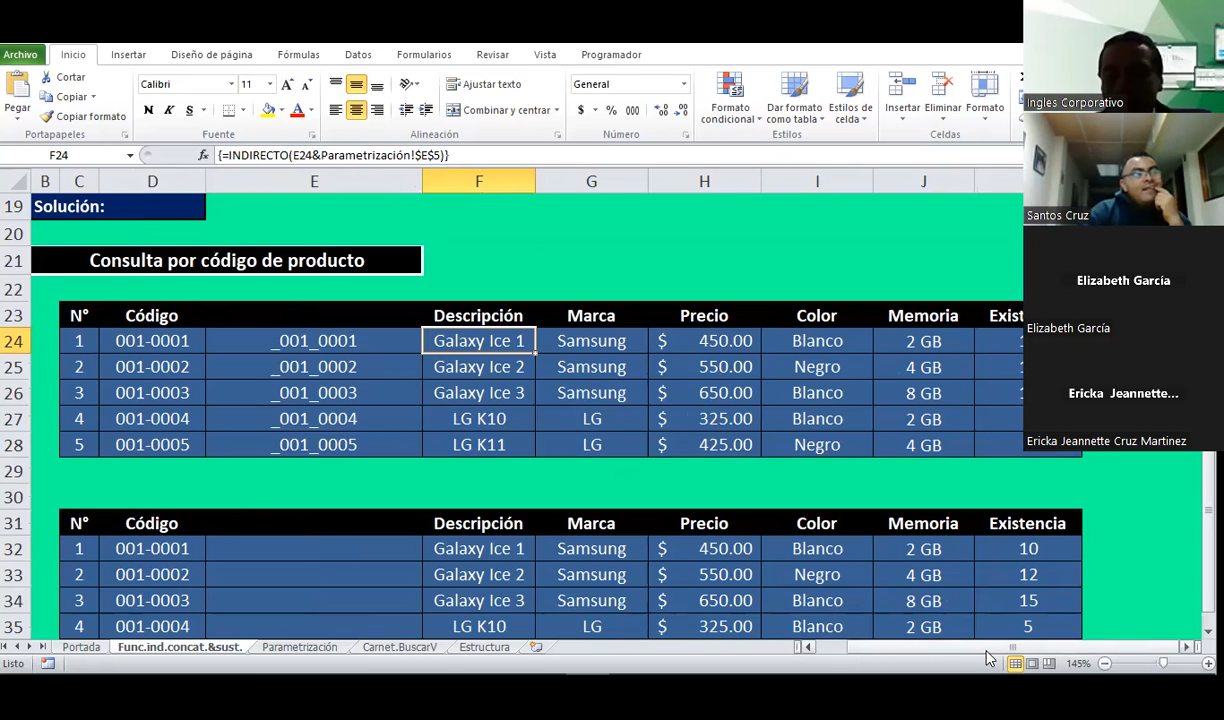 Archivo Inicio Insertar Diseño de página Fórmulas Datos Formularios Revisar Vista Programador
Pegar Cortar
Copiar
Copiar formato
Portapapeles
Calibri 11
N K S
Fuente
Ajustar texto
Combinar y centrar
Alineación
General
$ % 000
Número
Formato condicional Dar formato como tabla Estilos de celda
Estilos
Insertar Eliminar Formato
Celdas
Ingles Corporativo
F24 fx {=INDIRECTO(E24&Parametrización!$E$5)}
B C D E F G H I J
19 Solución:
20
21 Consulta por código de producto
22
23 N° Código Descripción Marca Precio Color Memoria Exist
24 1 001-0001 _001_0001 Galaxy Ice 1 Samsung $ 450.00 Blanco 2 GB 1
25 2 001-0002 _001_0002 Galaxy Ice 2 Samsung $ 550.00 Negro 4 GB 1
26 3 001-0003 _001_0003 Galaxy Ice 3 Samsung $ 650.00 Blanco 8 GB 1
27 4 001-0004 _001_0004 LG K10 LG $ 325.00 Blanco 2 GB
28 5 001-0005 _001_0005 LG K11 LG $ 425.00 Negro 4 GB
29
30
31 N° Código Descripción Marca Precio Color Memoria Existencia
32 1 001-0001 Galaxy Ice 1 Samsung $ 450.00 Blanco 2 GB 10
33 2 001-0002 Galaxy Ice 2 Samsung $ 550.00 Negro 4 GB 12
34 3 001-0003 Galaxy Ice 3 Samsung $ 650.00 Blanco 8 GB 15
35 4 001-0004 LG K10 LG $ 325.00 Blanco 2 GB 5
Santos Cruz
Elizabeth García
Elizabeth García
Ericka Jeannette...
Ericka Jeannette Cruz Martinez
Portada Func.ind.concat.&sust. Parametrización Carnet.BuscarV Estructura
Listo 145%